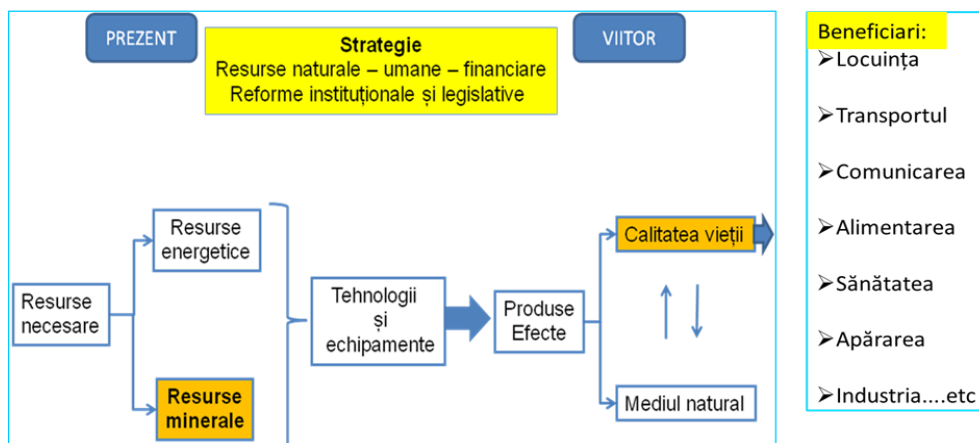 PREZENT
Strategie
Resurse naturale – umane – financiare
Reforme instituționale și legislative
VIITOR
Resurse
necesare
Resurse
energetice
Resurse
minerale
Tehnologii
și
echipamente
Produse
Efecte
Calitatea vieții
Mediul natural
Beneficiari:
➢Locuința
➢Transportul
➢Comunicarea
➢Alimentarea
➢Sănătatea
➢Apărarea
➢Industria....etc